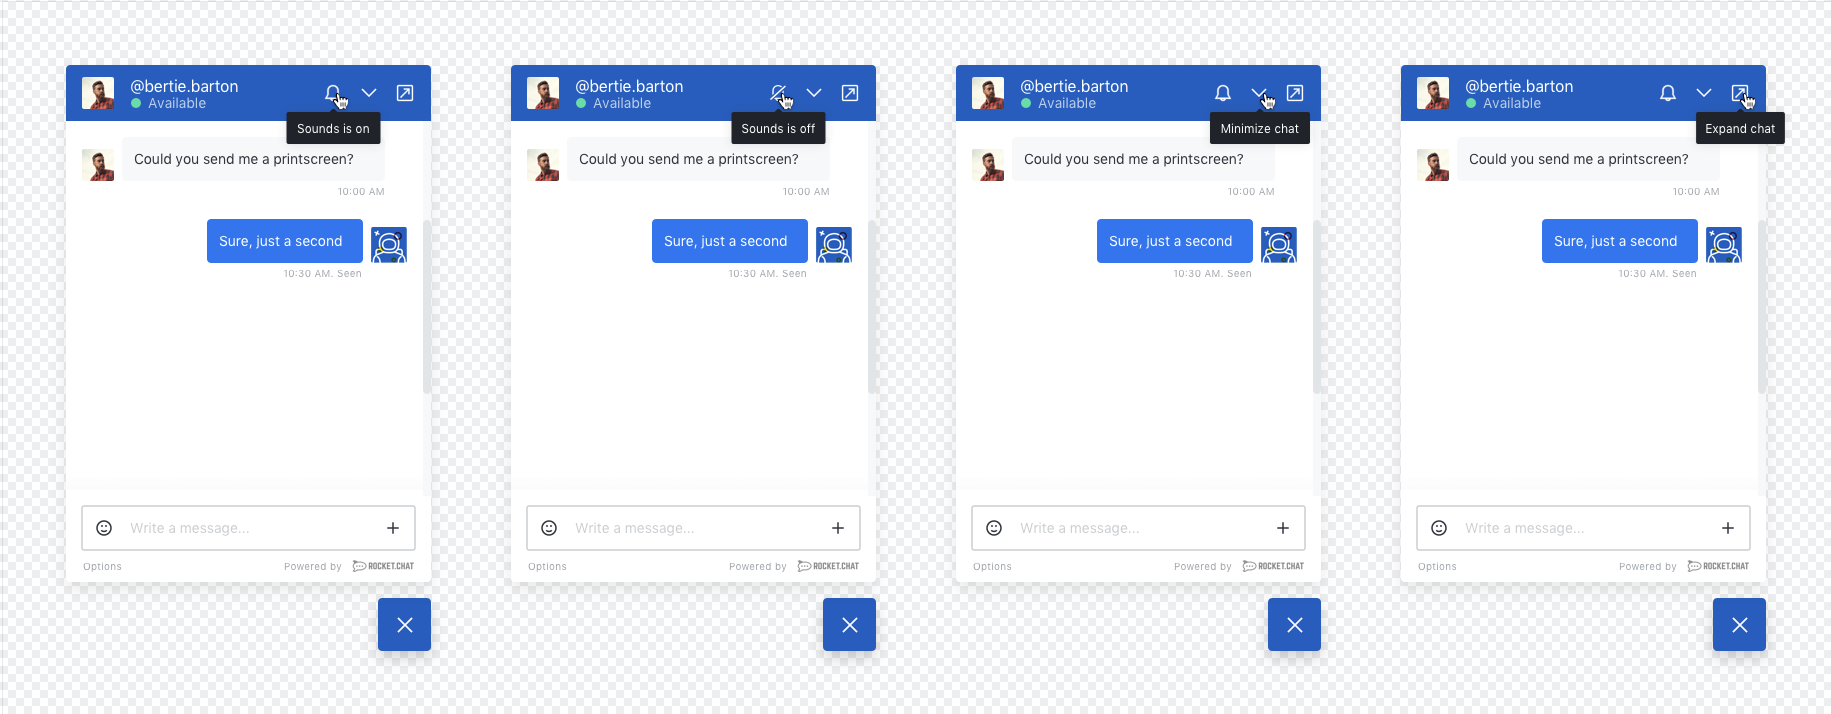 @bertie.barton
Available
Sounds is on
Could you send me a printscreen?
10:00 AM
Sure, just a second
10:30 AM. Seen
Write a message...
Options
Powered by ROCKET.CHAT
@bertie.barton
Available
Sounds is off
Could you send me a printscreen?
10:00 AM
Sure, just a second
10:30 AM. Seen
Write a message...
Options
Powered by ROCKET.CHAT
@bertie.barton
Available
Minimize chat
Could you send me a printscreen?
10:00 AM
Sure, just a second
10:30 AM. Seen
Write a message...
Options
Powered by ROCKET.CHAT
@bertie.barton
Available
Expand chat
Could you send me a printscreen?
10:00 AM
Sure, just a second
10:30 AM. Seen
Write a message...
Options
Powered by ROCKET.CHAT